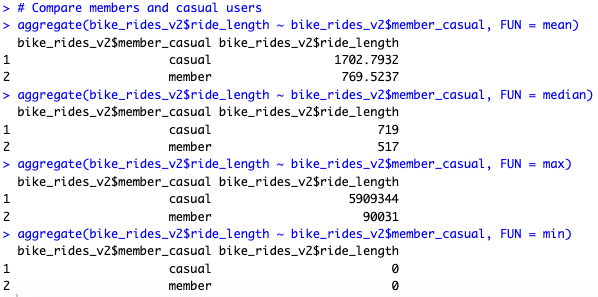 > # Compare members and casual users
> aggregate(bike_rides_v2$ride_length ~ bike_rides_v2$member_casual, FUN = mean)
  bike_rides_v2$member_casual bike_rides_v2$ride_length
1                      casual                 1702.7932
2                      member                  769.5237
> aggregate(bike_rides_v2$ride_length ~ bike_rides_v2$member_casual, FUN = median)
  bike_rides_v2$member_casual bike_rides_v2$ride_length
1                      casual                       719
2                      member                       517
> aggregate(bike_rides_v2$ride_length ~ bike_rides_v2$member_casual, FUN = max)
  bike_rides_v2$member_casual bike_rides_v2$ride_length
1                      casual                   5909344
2                      member                     90031
> aggregate(bike_rides_v2$ride_length ~ bike_rides_v2$member_casual, FUN = min)
  bike_rides_v2$member_casual bike_rides_v2$ride_length
1                      casual                         0
2                      member                         0